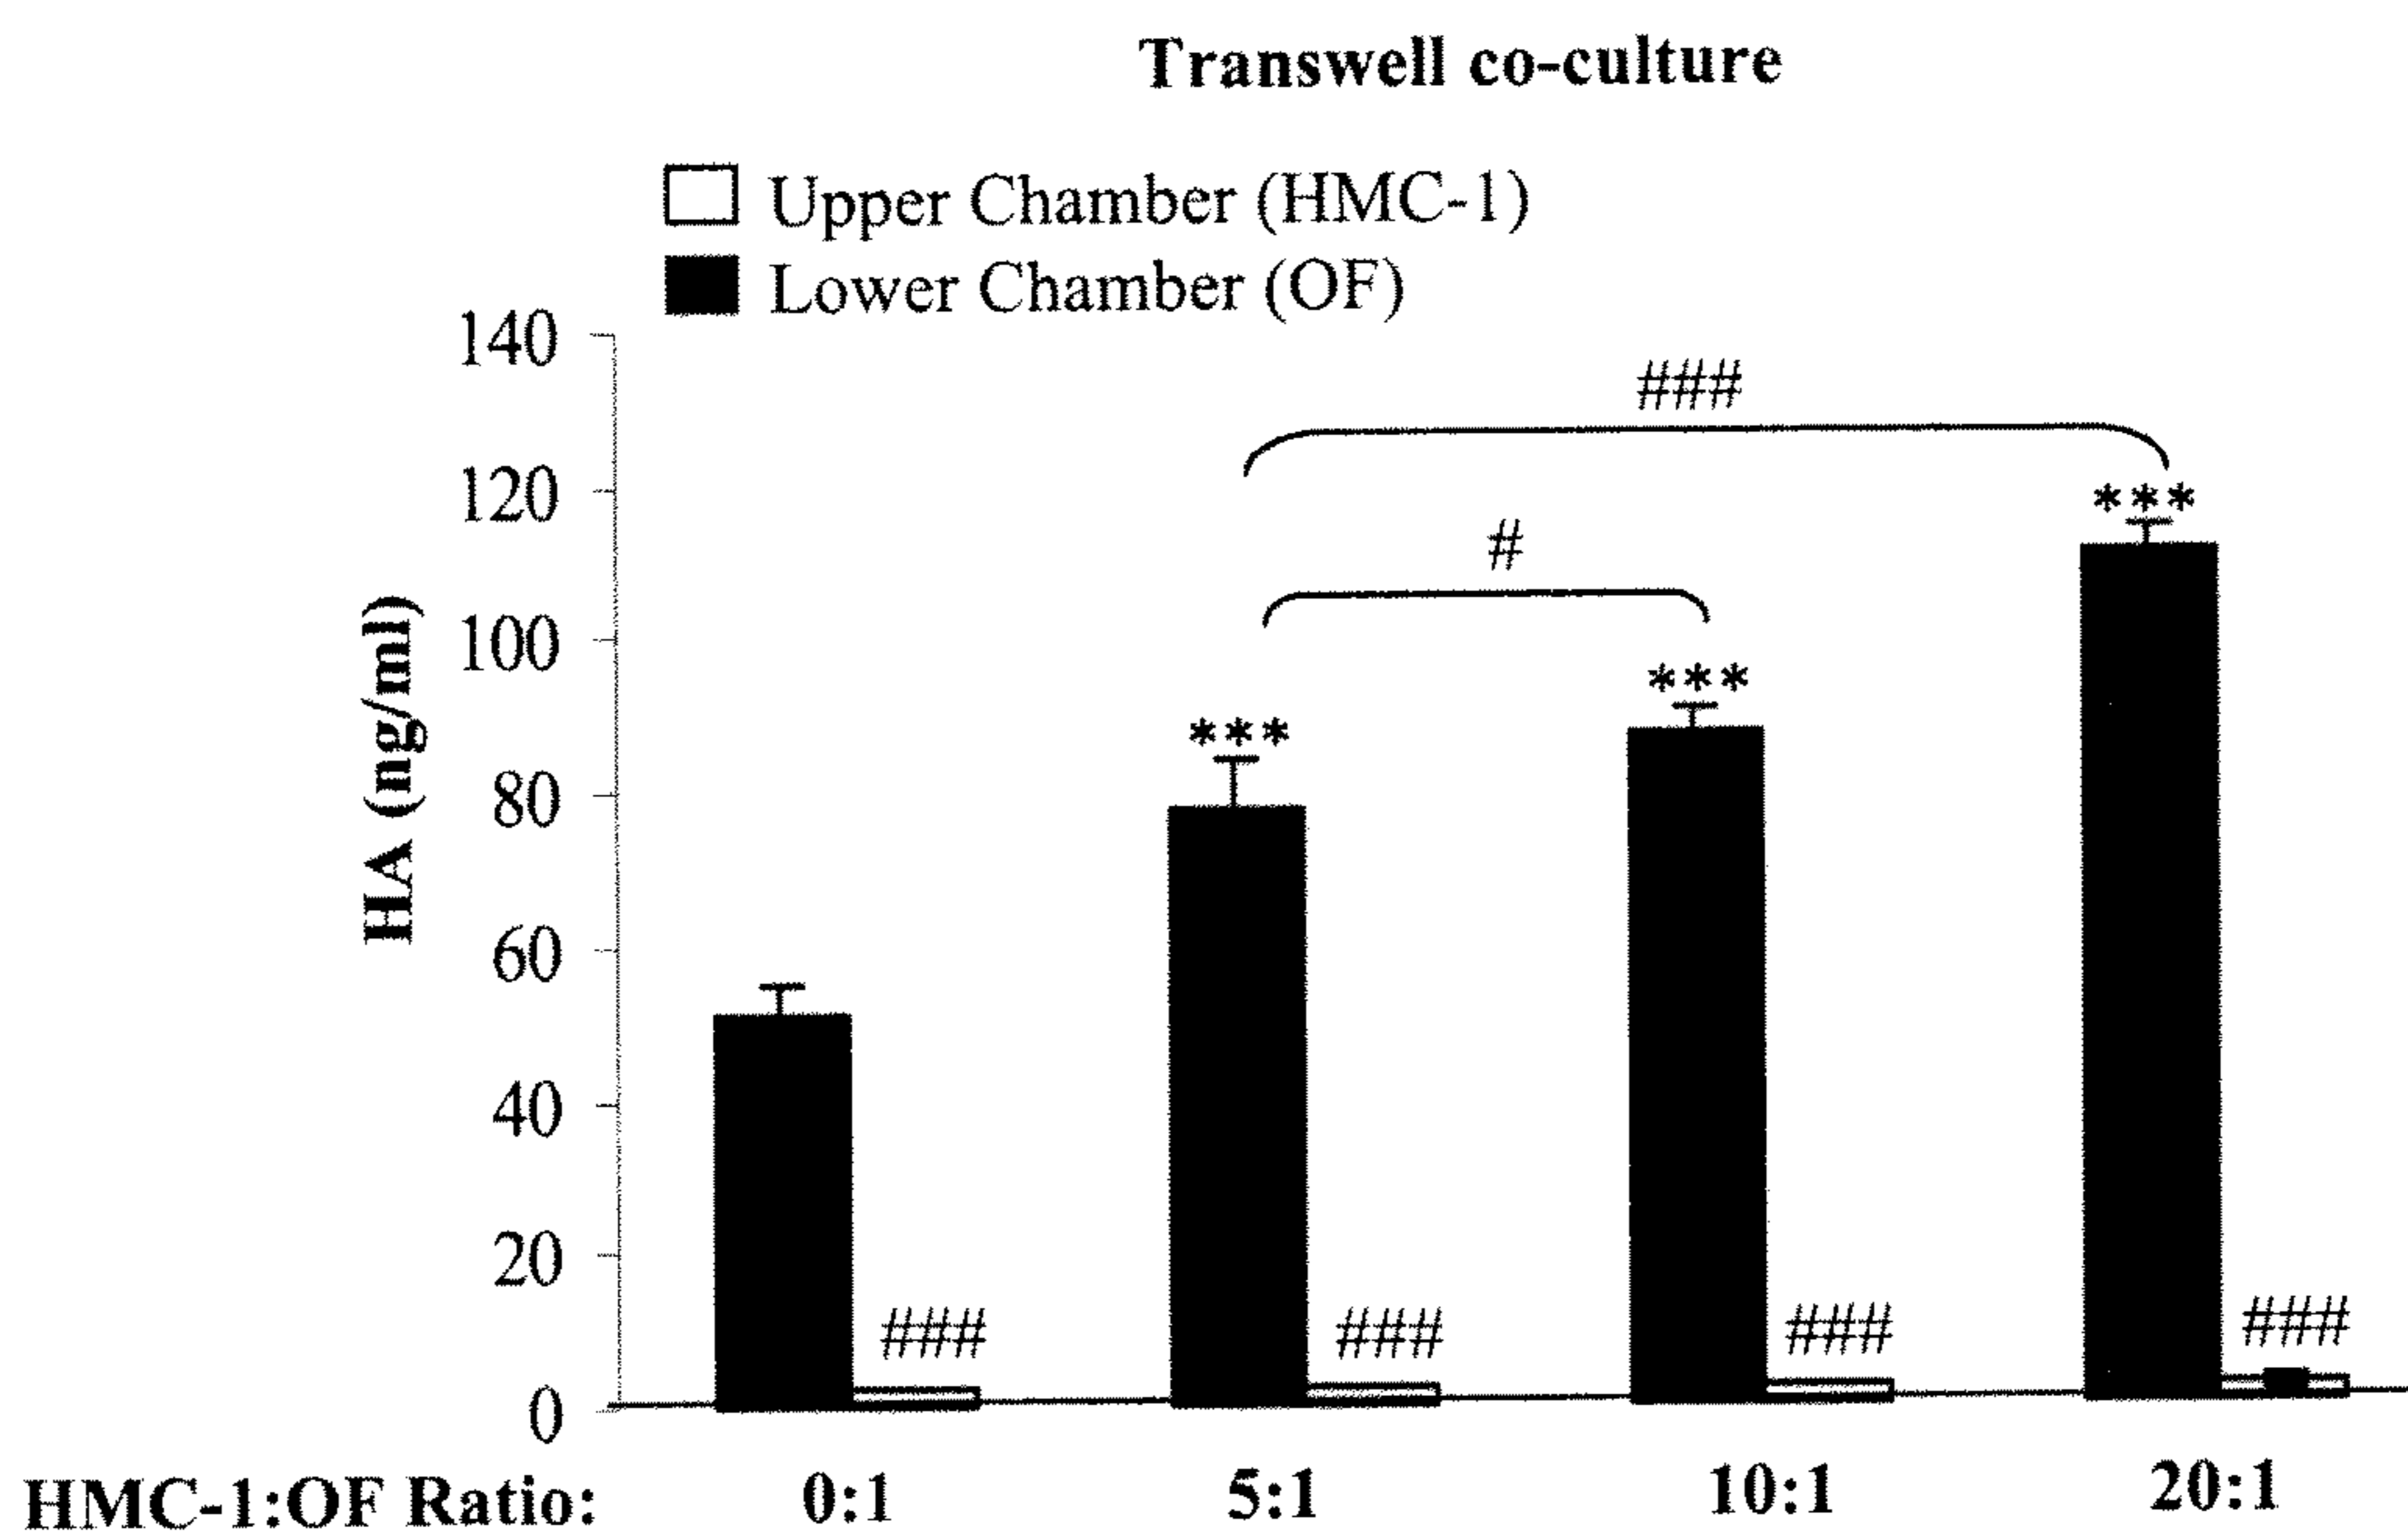 Transwell co-culture
Upper Chamber (HMC-1)
Lower Chamber (OF)
140
###
120
***
#
100
***
***
80
HA (ng/ml)
60
40
20
### ### ### ###
0
HMC-1:OF Ratio: 0:1 5:1 10:1 20:1